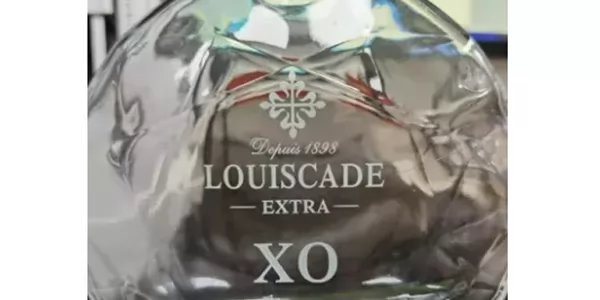 Depuis 1898
LOUISCADE
EXTRA
XO